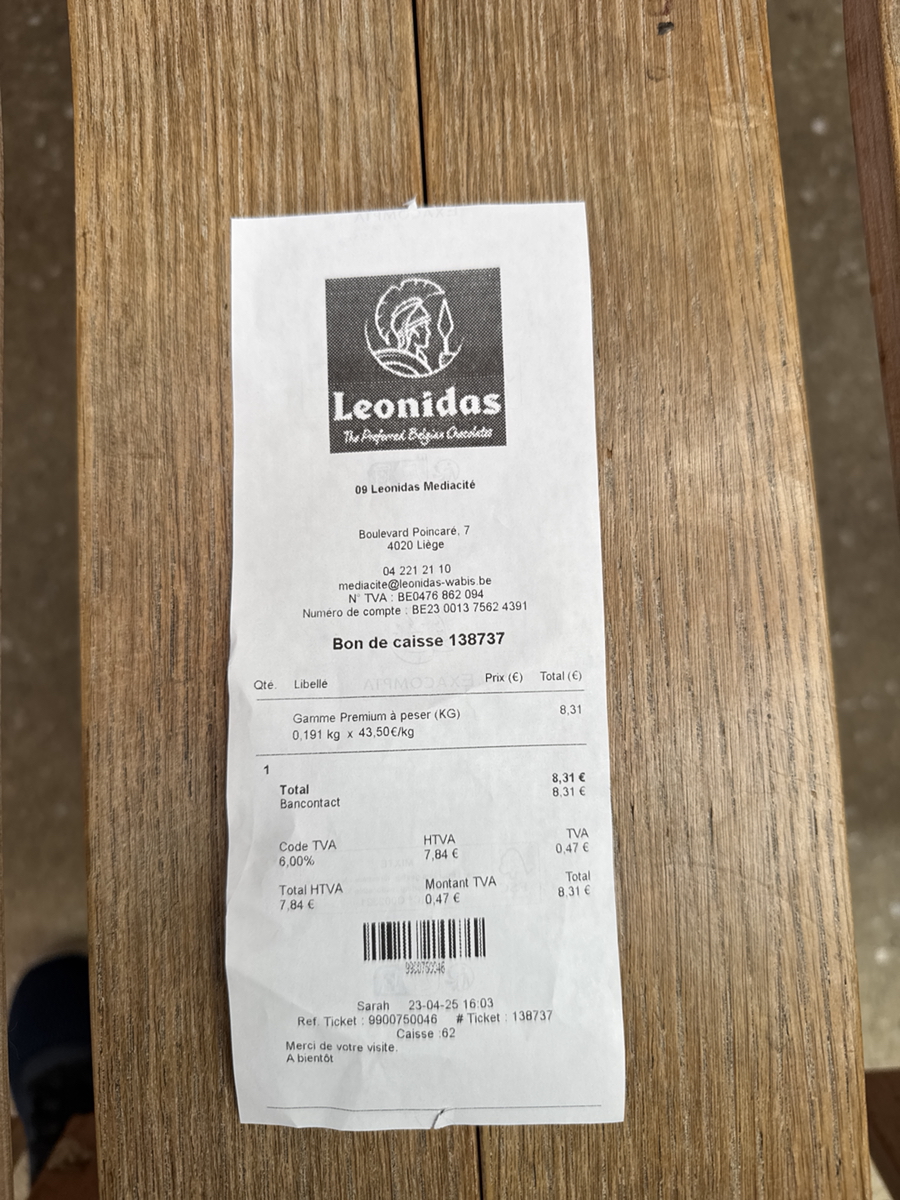 Leonidas
The Preferred Belgian Chocolates
09 Leonidas Mediacité
Boulevard Poincaré, 7
4020 Liège
04 221 21 10
mediacite@leonidas-wabis.be
N° TVA : BE0476 862 094
Numéro de compte : BE23 0013 7562 4391
Bon de caisse 138737
Qté. Libellé Prix (€) Total (€)
Gamme Premium à peser (KG) 8,31
0,191 kg x 43,50€/kg
1
Total 8,31 €
Bancontact 8,31 €
Code TVA HTVA TVA
6,00% 7,84 € 0,47 €
Total HTVA Montant TVA Total
7,84 € 0,47 € 8,31 €
9900750046
Sarah 23-04-25 16:03
Ref. Ticket : 9900750046 # Ticket : 138737
Caisse :62
Merci de votre visite.
A bientôt